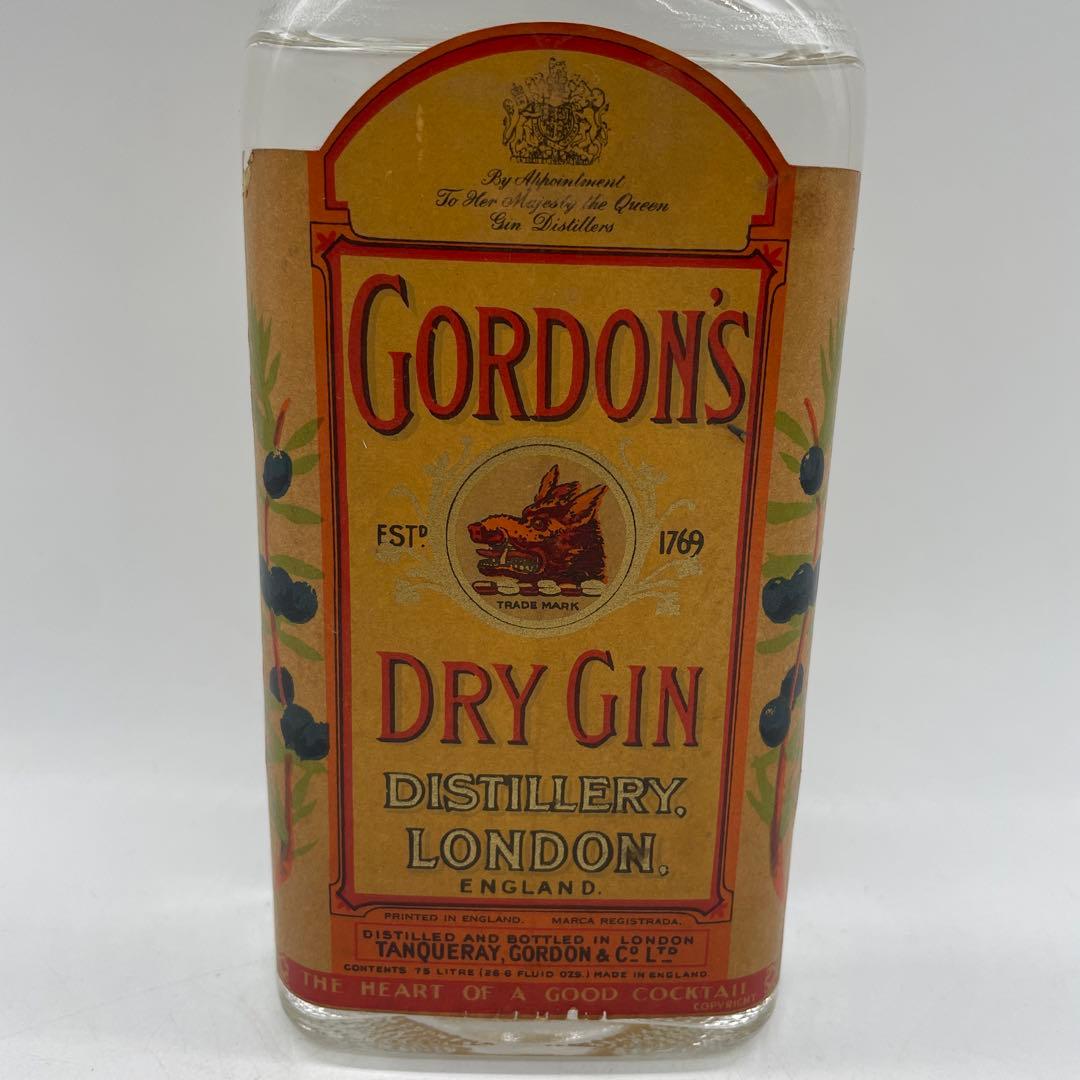 By Appointment
To Her Majesty the Queen
Gin Distillers
GORDON'S
ESTD. 1769
TRADE MARK
DRY GIN
DISTILLERY,
LONDON,
ENGLAND.
PRINTED IN ENGLAND. MARCA REGISTRADA.
DISTILLED AND BOTTLED IN LONDON
TANQUERAY, GORDON & CO LTD
CONTENTS 75 LITRE (26·6 FLUID OZS.) MADE IN ENGLAND
THE HEART OF A GOOD COCKTAIL
COPYRIGHT